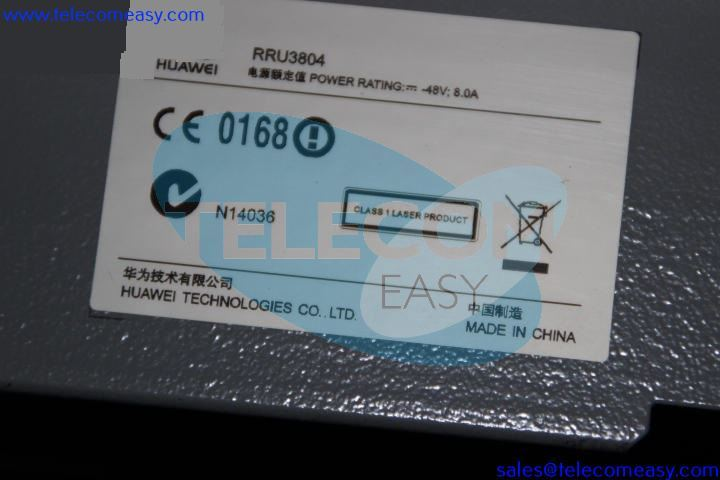 www.telecomeasy.com
HUAWEI RRU3804
电源额定值 POWER RATING: ⎓ -48V; 8.0A
CE 0168
N14036
CLASS 1 LASER PRODUCT
TELECOM
EASY
华为技术有限公司
HUAWEI TECHNOLOGIES CO., LTD.
中国制造
MADE IN CHINA
sales@telecomeasy.com